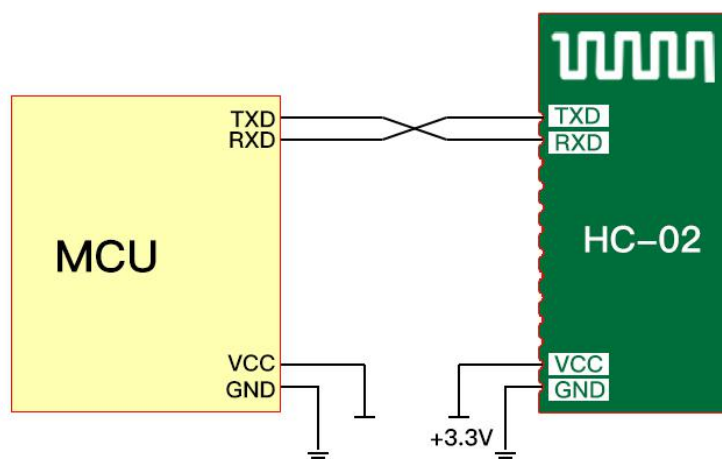 TXD
RXD
MCU
VCC
GND
TXD
RXD
HC-02
VCC
GND
+3.3V